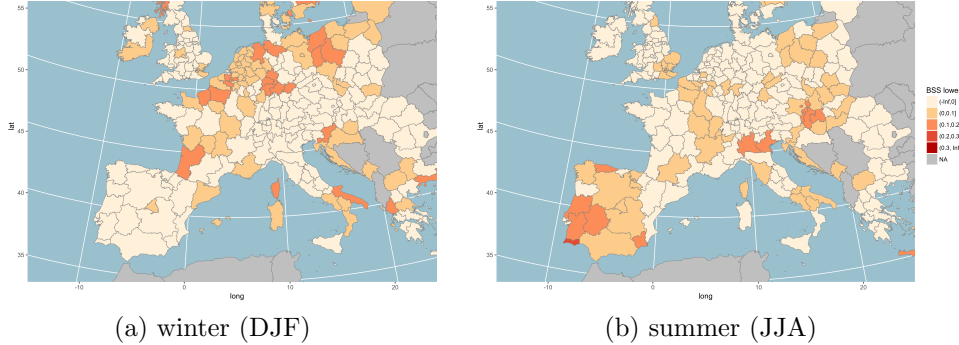 55
50
45
40
35
lat
-10
0
10
20
long
(a) winter (DJF)
55
50
45
40
35
lat
-10
0
10
20
long
(b) summer (JJA)
BSS lowe
(-Inf,0]
(0,0.1]
(0.1,0.2
(0.2,0.3
(0.3, Inf
NA